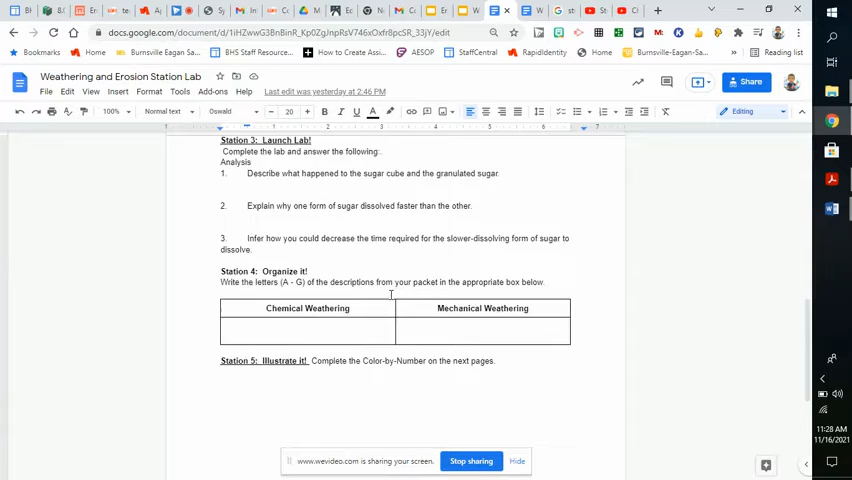 docs.google.com/document/d/1iHZwwG3BnBinR_Kp0ZgJnpRsV746xOxfr8pcSR_33jY/edit
Bookmarks
Home
Burnsville Eagan Sa...
BHS Staff Resource...
How to Create Assi...
AESOP
StaffCentral
RapidIdentity
Home
Burnsville-Eagan-Sa...
Reading list
Weathering and Erosion Station Lab
File Edit View Insert Format Tools Add-ons Help Last edit was yesterday at 2:46 PM
Share
100% Normal text Oswald 20 Editing
Station 3: Launch Lab!
Complete the lab and answer the following:
Analysis
1. Describe what happened to the sugar cube and the granulated sugar.
2. Explain why one form of sugar dissolved faster than the other.
3. Infer how you could decrease the time required for the slower-dissolving form of sugar to
dissolve.
Station 4: Organize it!
Write the letters (A - G) of the descriptions from your packet in the appropriate box below.
Chemical Weathering Mechanical Weathering
Station 5: Illustrate it! Complete the Color-by-Number on the next pages.
www.wevideo.com is sharing your screen. Stop sharing Hide
11:28 AM
11/16/2021